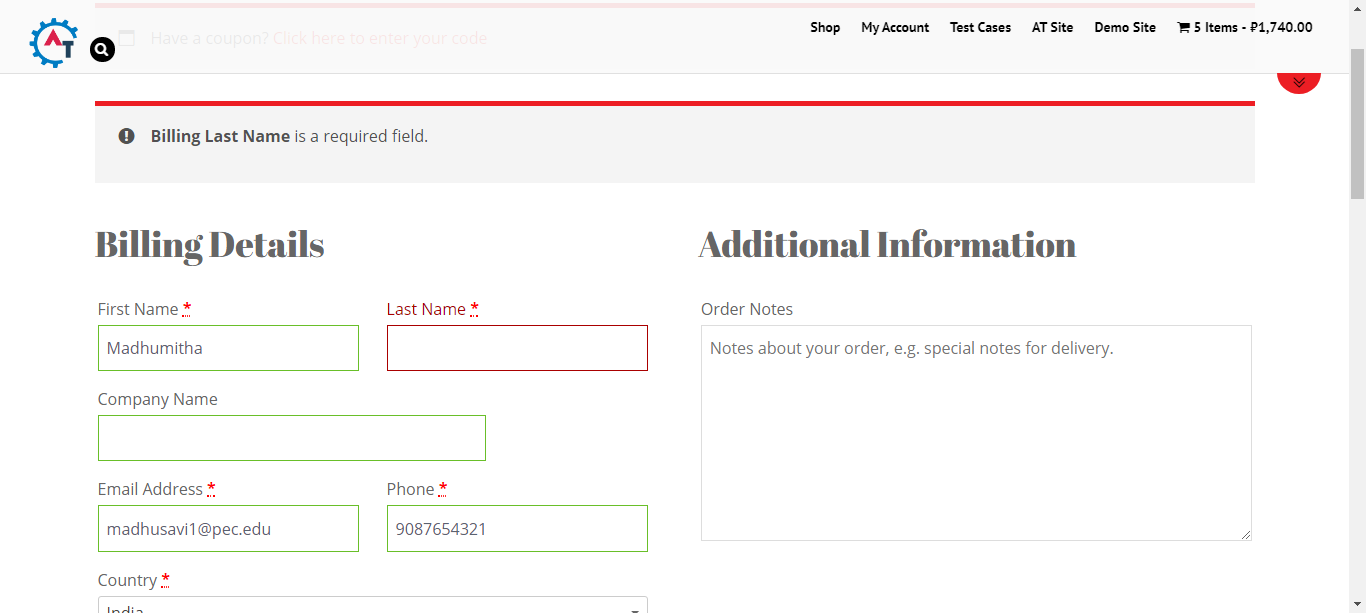 AT
Shop My Account Test Cases AT Site Demo Site 5 Items - ₽1,740.00
Have a coupon? Click here to enter your code
Billing Last Name is a required field.
Billing Details
First Name *
Madhumitha
Last Name *
Company Name
Email Address *
madhusavi1@pec.edu
Phone *
9087654321
Country *
India
Additional Information
Order Notes
Notes about your order, e.g. special notes for delivery.